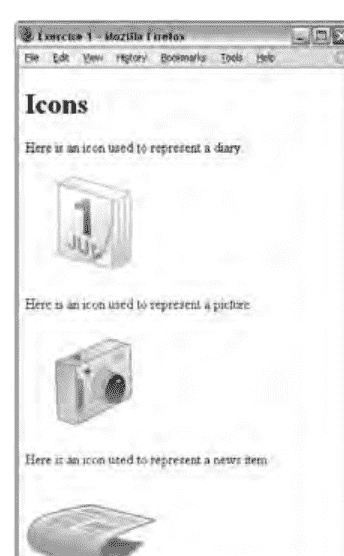 Exercise 1 - Mozilla Firefox
File Edit View History Bookmarks Tools Help
Icons
Here is an icon used to represent a diary
1
JULY
Here is an icon used to represent a picture
Here is an icon used to represent a news item